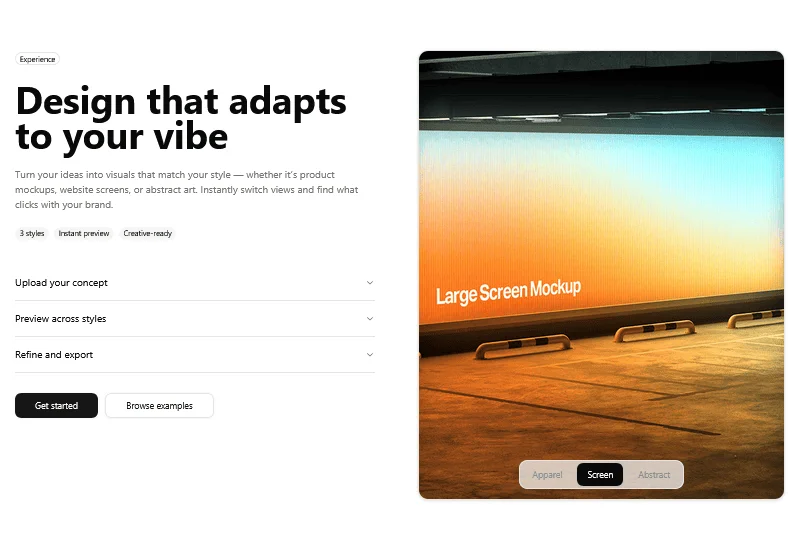 Experience
Design that adapts
to your vibe
Turn your ideas into visuals that match your style — whether it's product
mockups, website screens, or abstract art. Instantly switch views and find what
clicks with your brand.
3 styles
Instant preview
Creative-ready
Upload your concept
Preview across styles
Refine and export
Get started
Browse examples
Large Screen Mockup
Apparel
Screen
Abstract